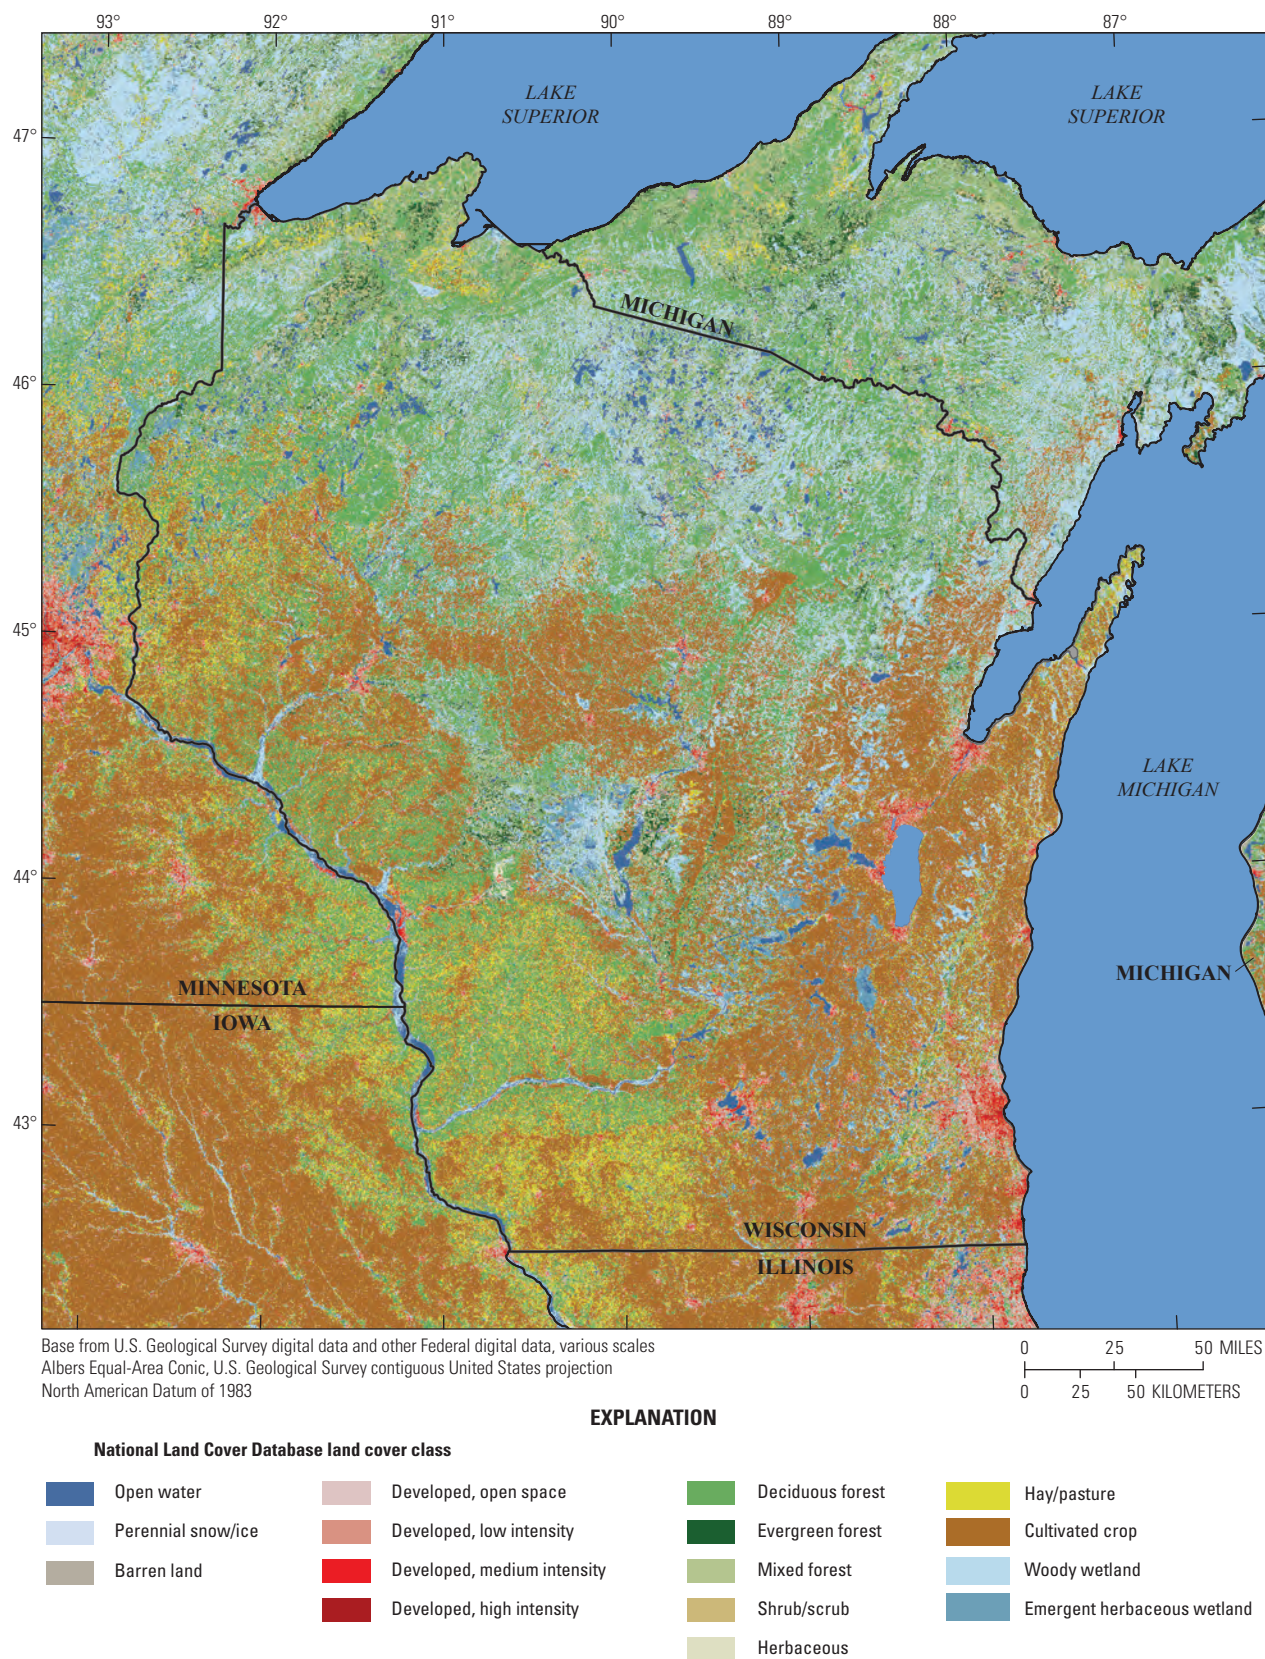 93° 92° 91° 90° 89° 88° 87°
LAKE
SUPERIOR
LAKE
SUPERIOR
47°
MICHIGAN
46°
45°
LAKE
MICHIGAN
44°
MICHIGAN
MINNESOTA
IOWA
43°
WISCONSIN
ILLINOIS
Base from U.S. Geological Survey digital data and other Federal digital data, various scales
Albers Equal-Area Conic, U.S. Geological Survey contiguous United States projection
North American Datum of 1983
0 25 50 MILES
0 25 50 KILOMETERS
EXPLANATION
National Land Cover Database land cover class
Open water
Perennial snow/ice
Barren land
Developed, open space
Developed, low intensity
Developed, medium intensity
Developed, high intensity
Deciduous forest
Evergreen forest
Mixed forest
Shrub/scrub
Herbaceous
Hay/pasture
Cultivated crop
Woody wetland
Emergent herbaceous wetland